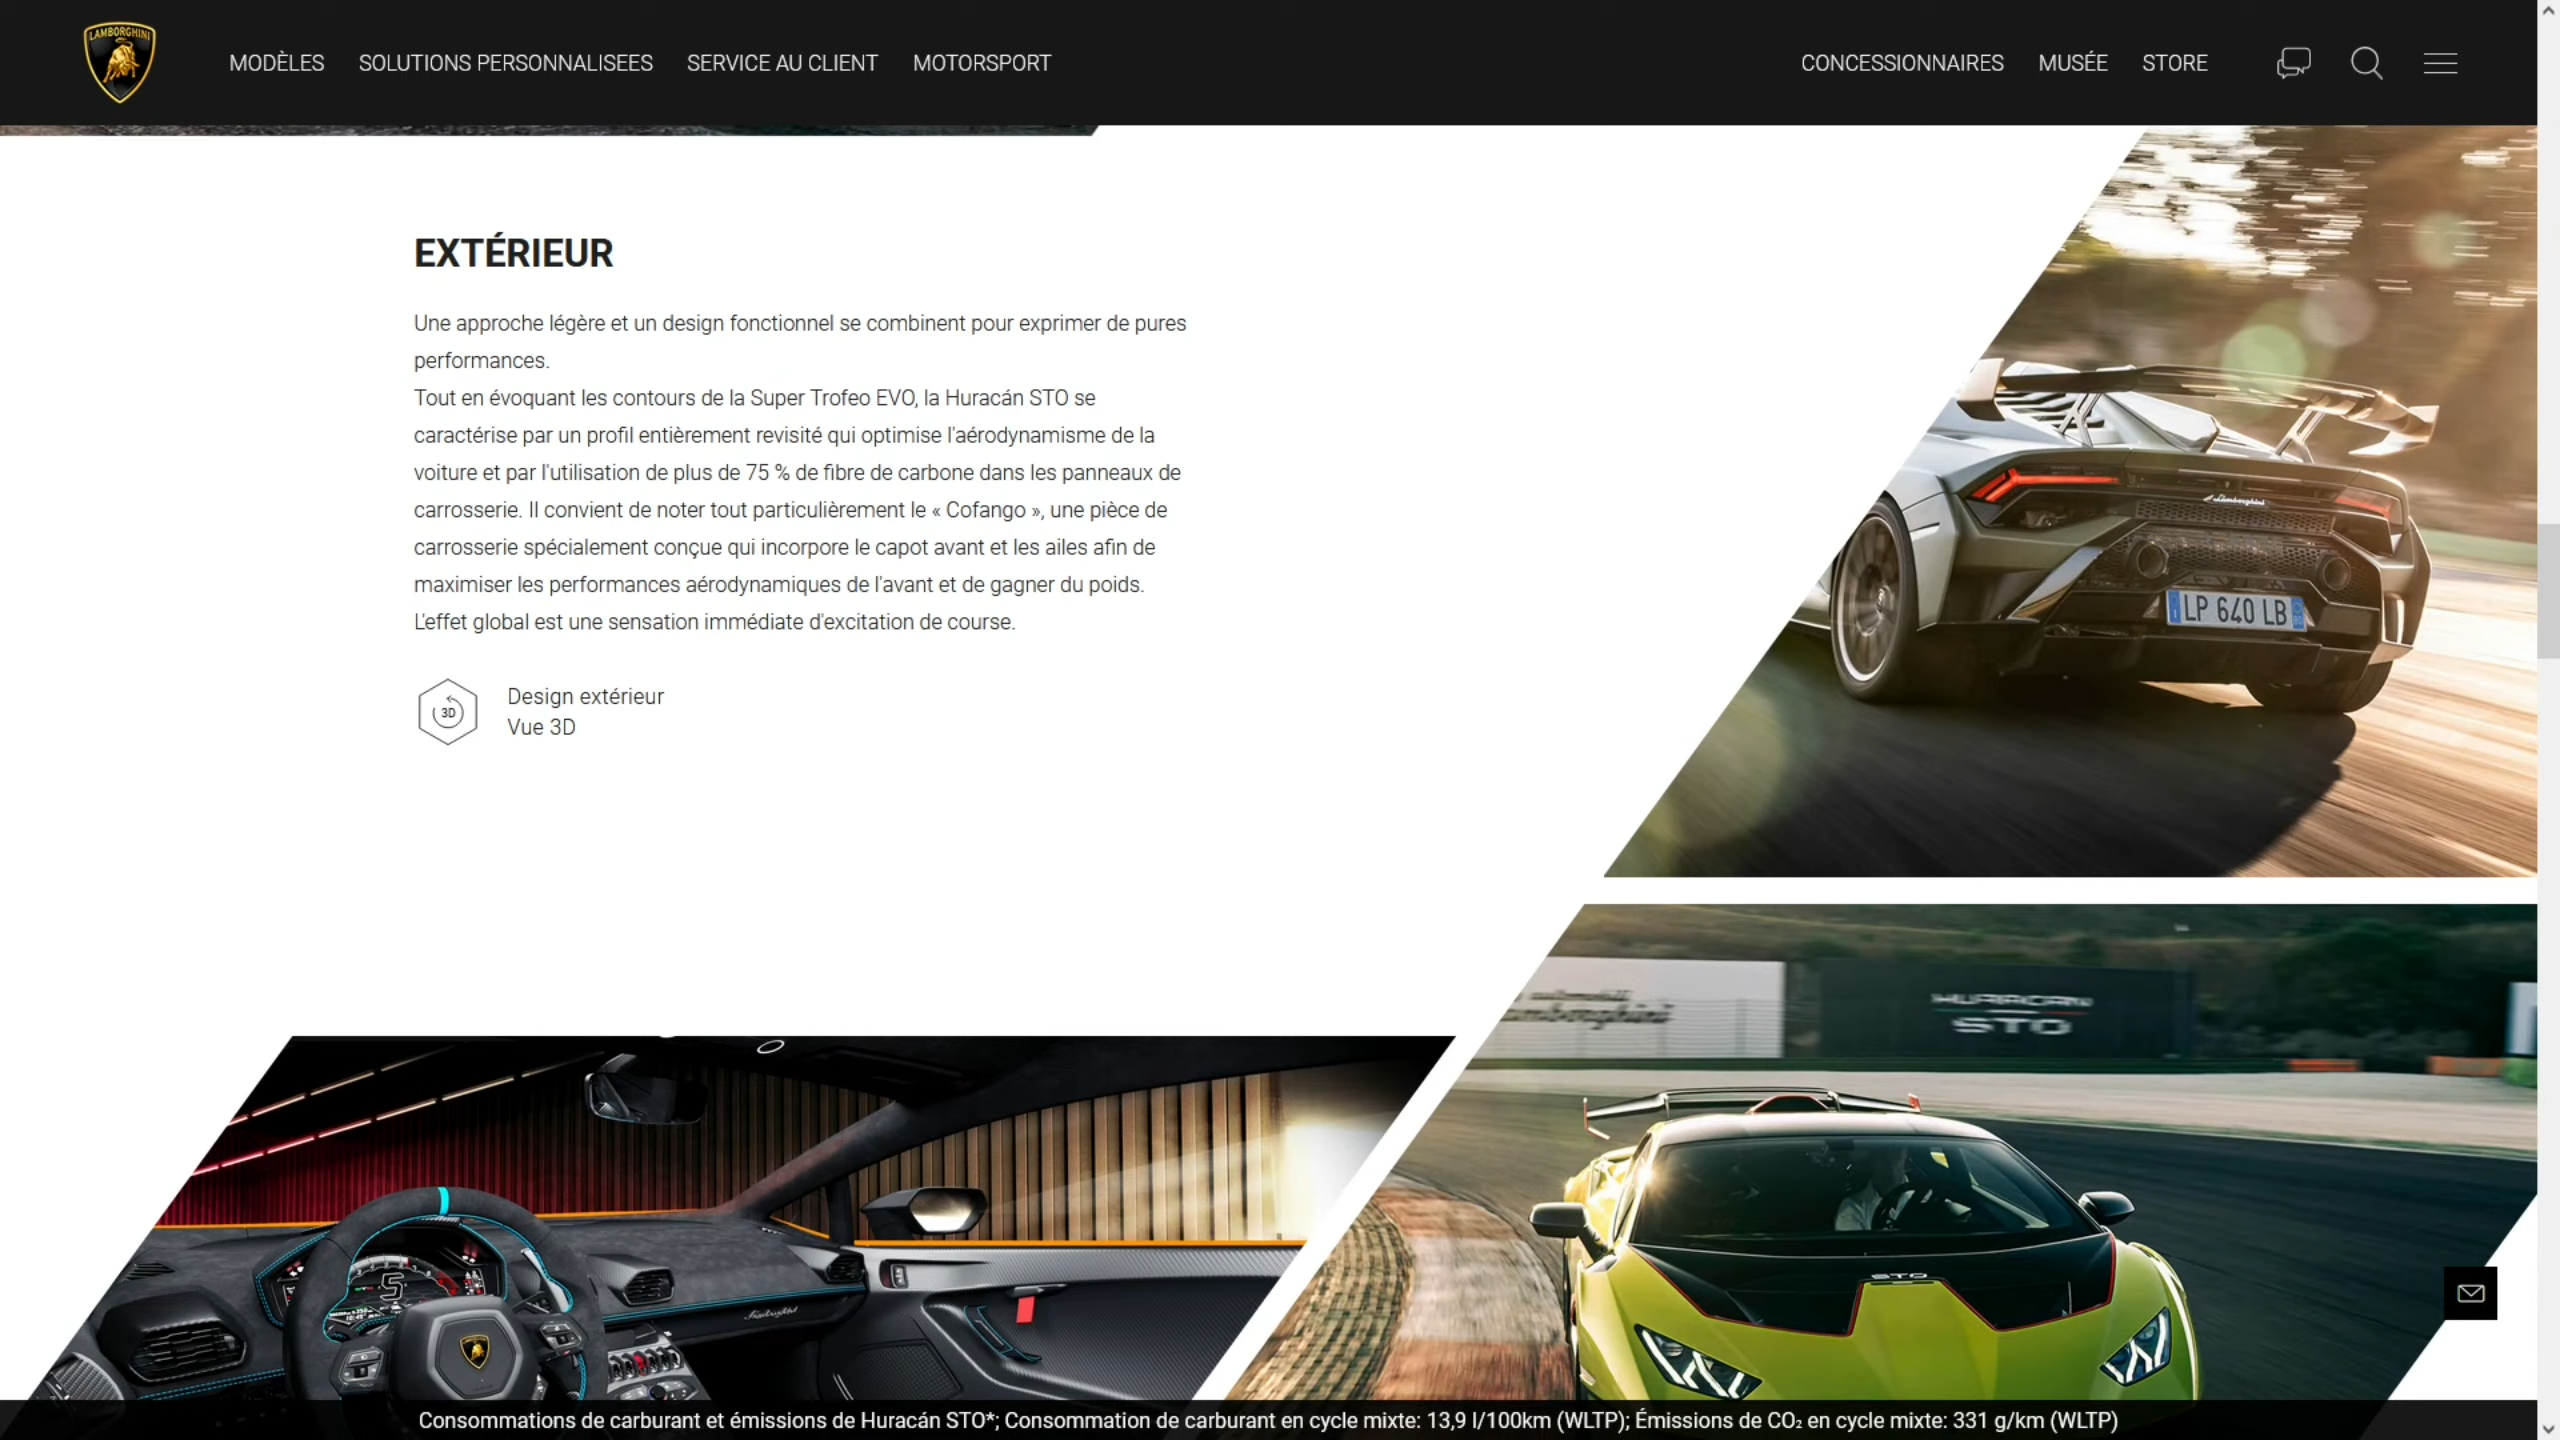 LAMBORGHINI
MODÈLES SOLUTIONS PERSONNALISEES SERVICE AU CLIENT MOTORSPORT CONCESSIONNAIRES MUSÉE STORE
EXTÉRIEUR
Une approche légère et un design fonctionnel se combinent pour exprimer de pures
performances.
Tout en évoquant les contours de la Super Trofeo EVO, la Huracán STO se
caractérise par un profil entièrement revisité qui optimise l'aérodynamisme de la
voiture et par l'utilisation de plus de 75 % de fibre de carbone dans les panneaux de
carrosserie. Il convient de noter tout particulièrement le « Cofango », une pièce de
carrosserie spécialement conçue qui incorpore le capot avant et les ailes afin de
maximiser les performances aérodynamiques de l'avant et de gagner du poids.
L'effet global est une sensation immédiate d'excitation de course.
3D
Design extérieur
Vue 3D
Lamborghini
LP 640 LB
Lamborghini
HURACÁN
STO
STO
5
Lamborghini
Consommations de carburant et émissions de Huracán STO*; Consommation de carburant en cycle mixte: 13,9 l/100km (WLTP); Émissions de CO₂ en cycle mixte: 331 g/km (WLTP)